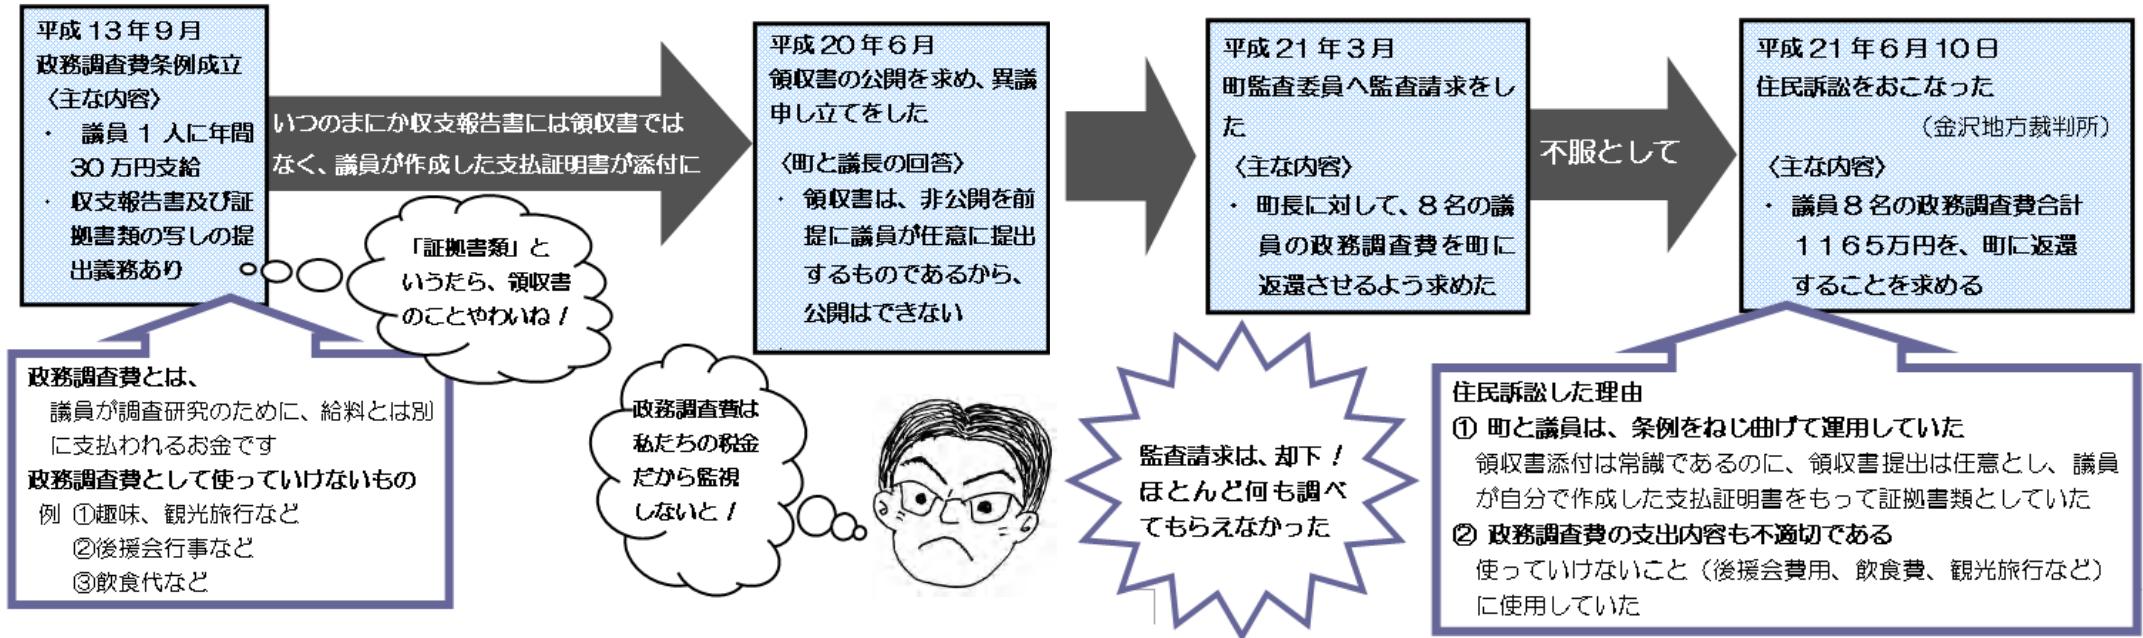 平成13年9月
政務調査費条例成立
〈主な内容〉
・ 議員1人に年間
30万円支給
・ 収支報告書及び証
拠書類の写しの提
出義務あり
いつのまにか収支報告書には領収書では
なく、議員が作成した支払証明書が添付に
「証拠書類」と
いうたら、領収書
のことやわいね！
平成20年6月
領収書の公開を求め、異議
申し立てをした
〈町と議長の回答〉
・ 領収書は、非公開を前
提に議員が任意に提出
するものであるから、
公開はできない
平成21年3月
町監査委員へ監査請求をし
た
〈主な内容〉
・ 町長に対して、8名の議
員の政務調査費を町に
返還させるよう求めた
不服として
平成21年6月10日
住民訴訟をおこなった
（金沢地方裁判所）
〈主な内容〉
・ 議員8名の政務調査費合計
1165万円を、町に返還
することを求める
政務調査費とは、
議員が調査研究のために、給料とは別
に支払われるお金です
政務調査費として使っていけないもの
例 ①趣味、観光旅行など
②後援会行事など
③飲食代など
政務調査費は
私たちの税金
だから監視
しないと！
監査請求は、却下！
ほとんど何も調べ
てもらえなかった
住民訴訟した理由
① 町と議員は、条例をねじ曲げて運用していた
領収書添付は常識であるのに、領収書提出は任意とし、議員
が自分で作成した支払証明書をもって証拠書類としていた
② 政務調査費の支出内容も不適切である
使っていけないこと（後援会費用、飲食費、観光旅行など）
に使用していた